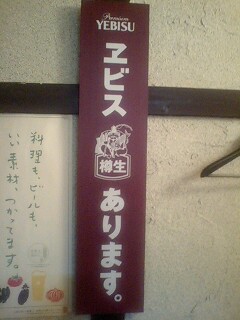 Premium
YEBISU
ヱビス
樽生
あります。
料理も、ビールも、
いい素材、つかってます。